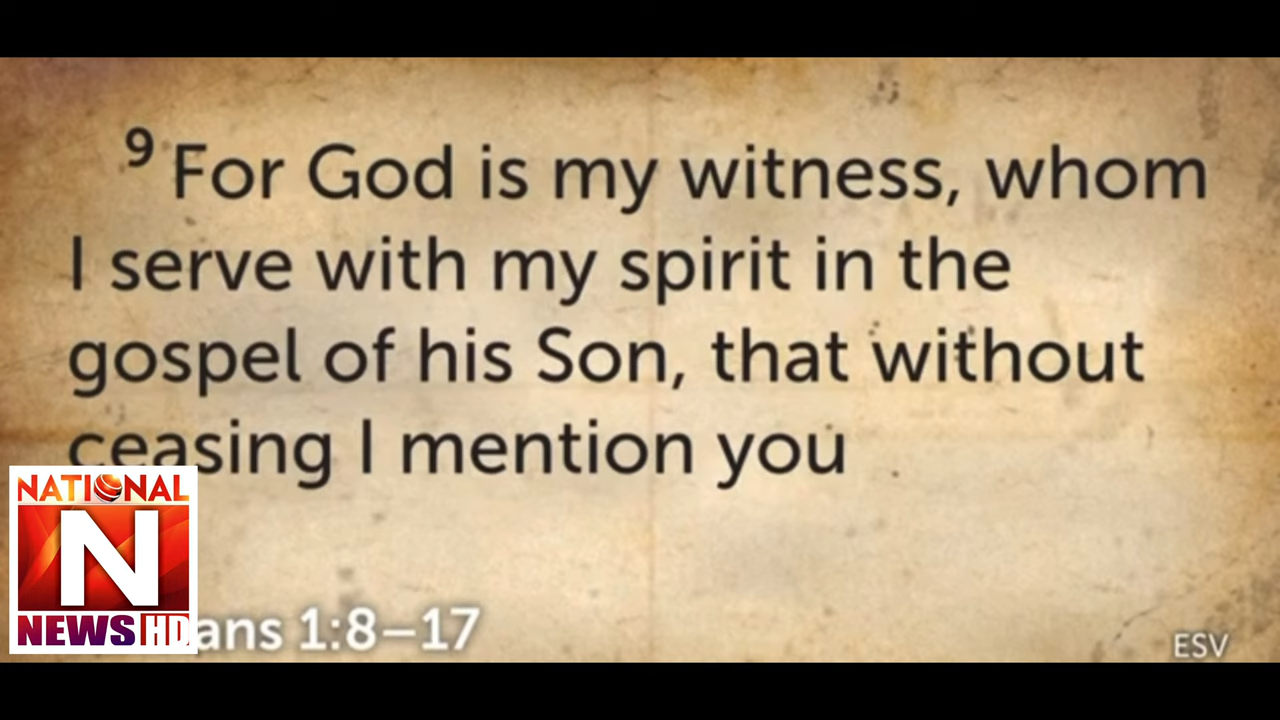 9 For God is my witness, whom
I serve with my spirit in the
gospel of his Son, that without
ceasing I mention you
NATIONAL
N
NEWS HD
ans 1:8–17
ESV